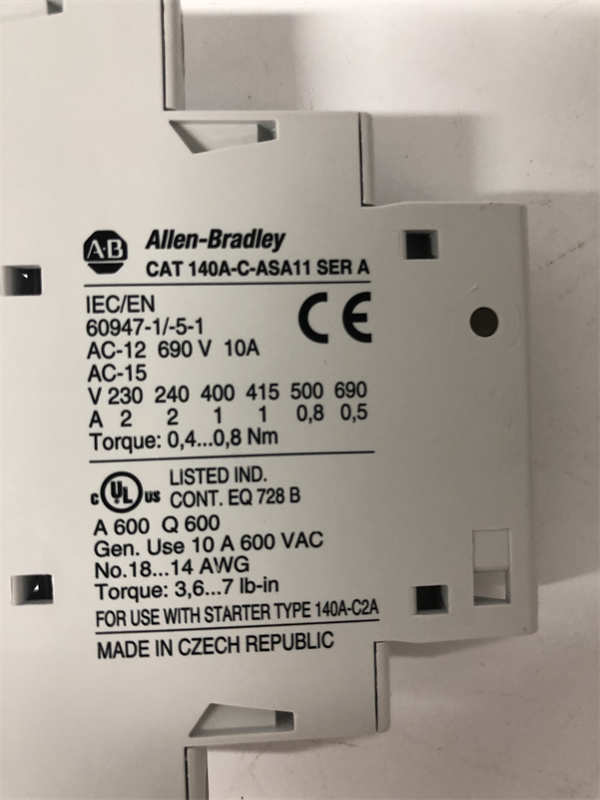 A·B Allen-Bradley
CAT 140A-C-ASA11 SER A
IEC/EN
60947-1/-5-1
CE
AC-12 690 V 10A
AC-15
V 230 240 400 415 500 690
A 2 2 1 1 0,8 0,5
Torque: 0,4...0,8 Nm
c UL us LISTED IND.
CONT. EQ 728 B
A 600 Q 600
Gen. Use 10 A 600 VAC
No.18...14 AWG
Torque: 3,6...7 lb-in
FOR USE WITH STARTER TYPE 140A-C2A
MADE IN CZECH REPUBLIC